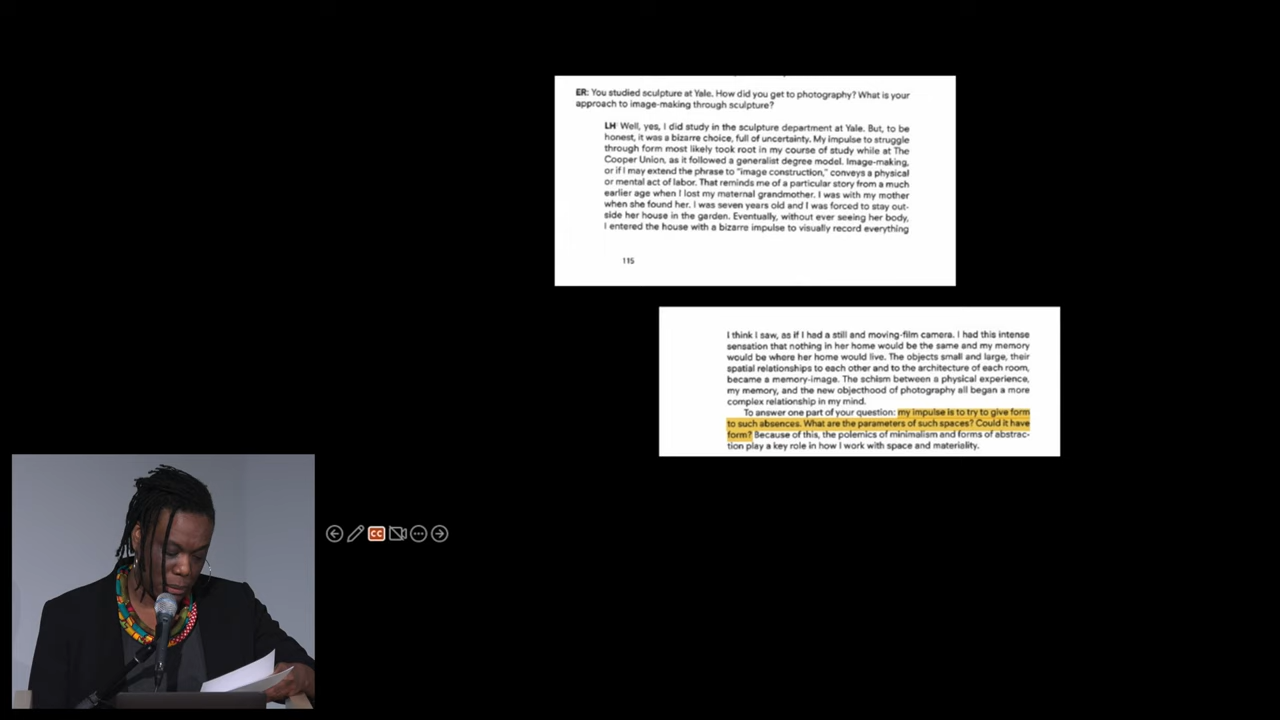 ER: You studied sculpture at Yale. How did you get to photography? What is your
approach to image-making through sculpture?
LH Well, yes, I did study in the sculpture department at Yale. But, to be
honest, it was a bizarre choice, full of uncertainty. My impulse to struggle
through form most likely took root in my course of study while at The
Cooper Union, as it followed a generalist degree model. Image-making,
or if I may extend the phrase to “image construction,” conveys a physical
or mental act of labor. That reminds me of a particular story from a much
earlier age when I lost my maternal grandmother. I was with my mother
when she found her. I was seven years old and I was forced to stay out-
side her house in the garden. Eventually, without ever seeing her body,
I entered the house with a bizarre impulse to visually record everything
115
I think I saw, as if I had a still and moving-film camera. I had this intense
sensation that nothing in her home would be the same and my memory
would be where her home would live. The objects small and large, their
spatial relationships to each other and to the architecture of each room,
became a memory-image. The schism between a physical experience,
my memory, and the new objecthood of photography all began a more
complex relationship in my mind.
To answer one part of your question: my impulse is to try to give form
to such absences. What are the parameters of such spaces? Could it have
form? Because of this, the polemics of minimalism and forms of abstrac-
tion play a key role in how I work with space and materiality.
CC